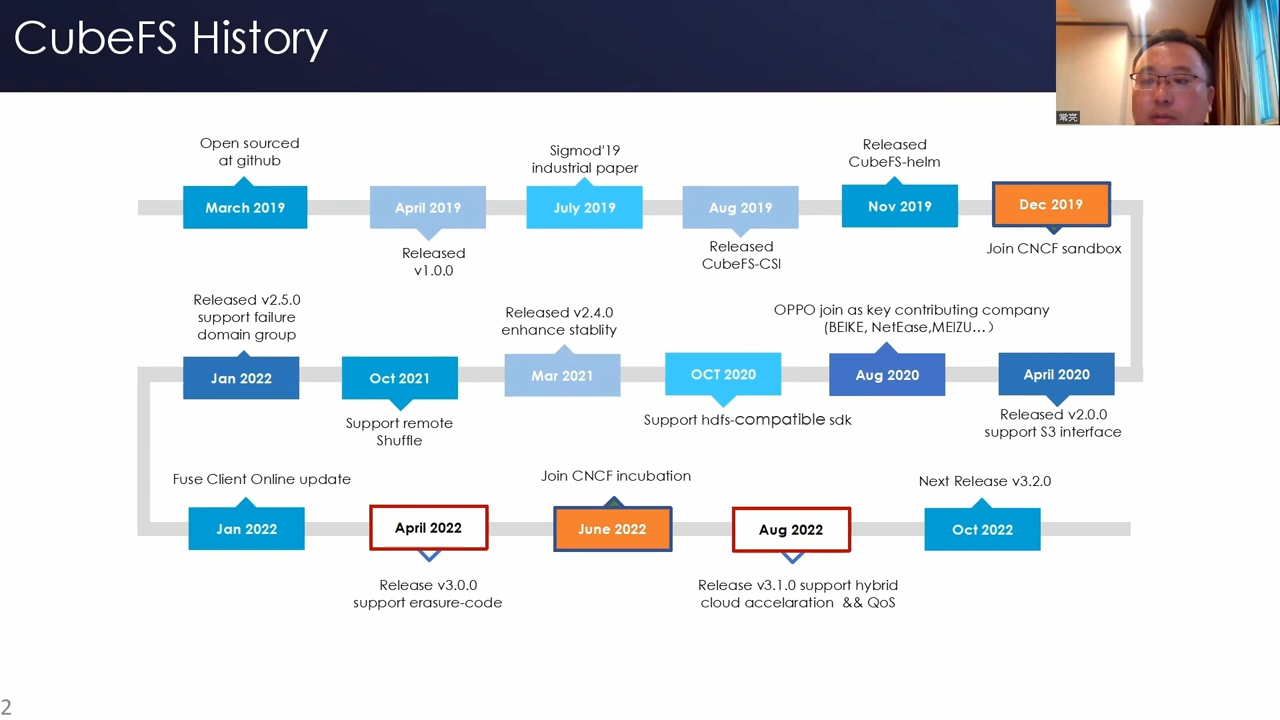 CubeFS History
常亮
Open sourced
at github
Sigmod'19
industrial paper
Released
CubeFS-helm
March 2019
April 2019
July 2019
Aug 2019
Nov 2019
Dec 2019
Released
v1.0.0
Released
CubeFS-CSI
Join CNCF sandbox
Released v2.5.0
support failure
domain group
Released v2.4.0
enhance stablity
OPPO join as key contributing company
(BEIKE, NetEase,MEIZU...）
Jan 2022
Oct 2021
Mar 2021
OCT 2020
Aug 2020
April 2020
Support remote
Shuffle
Support hdfs-compatible sdk
Released v2.0.0
support S3 interface
Fuse Client Online update
Join CNCF incubation
Next Release v3.2.0
Jan 2022
April 2022
June 2022
Aug 2022
Oct 2022
Release v3.0.0
support erasure-code
Release v3.1.0 support hybrid
cloud accelaration && QoS
2